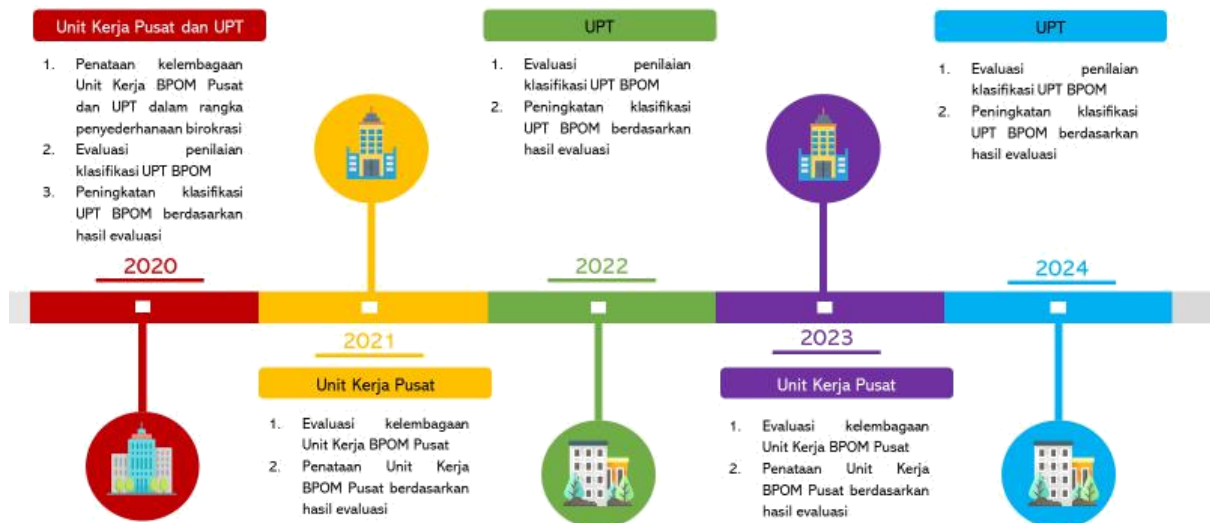 Unit Kerja Pusat dan UPT
1. Penataan kelembagaan
Unit Kerja BPOM Pusat
dan UPT dalam rangka
penyederhanaan birokrasi
2. Evaluasi penilaian
klasifikasi UPT BPOM
3. Peningkatan klasifikasi
UPT BPOM berdasarkan
hasil evaluasi
2020
2021
Unit Kerja Pusat
1. Evaluasi kelembagaan
Unit Kerja BPOM Pusat
2. Penataan Unit Kerja
BPOM Pusat berdasarkan
hasil evaluasi
UPT
1. Evaluasi penilaian
klasifikasi UPT BPOM
2. Peningkatan klasifikasi
UPT BPOM berdasarkan
hasil evaluasi
2022
2023
Unit Kerja Pusat
1. Evaluasi kelembagaan
Unit Kerja BPOM Pusat
2. Penataan Unit Kerja
BPOM Pusat berdasarkan
hasil evaluasi
UPT
1. Evaluasi penilaian
klasifikasi UPT BPOM
2. Peningkatan klasifikasi
UPT BPOM berdasarkan
hasil evaluasi
2024